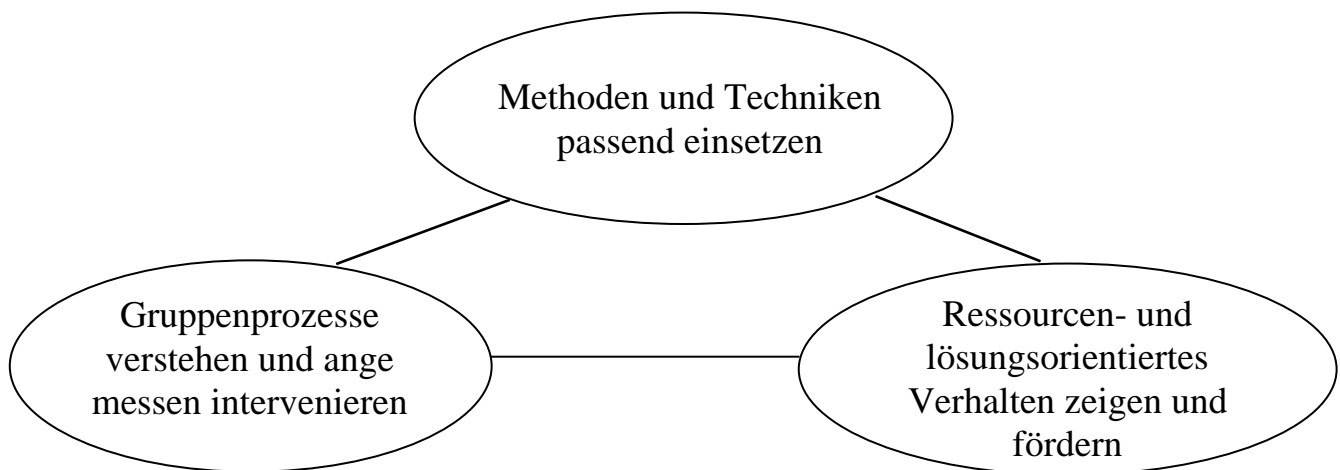 Methoden und Techniken
passend einsetzen
Gruppenprozesse
verstehen und ange
messen intervenieren
Ressourcen- und
lösungsorientiertes
Verhalten zeigen und
fördern